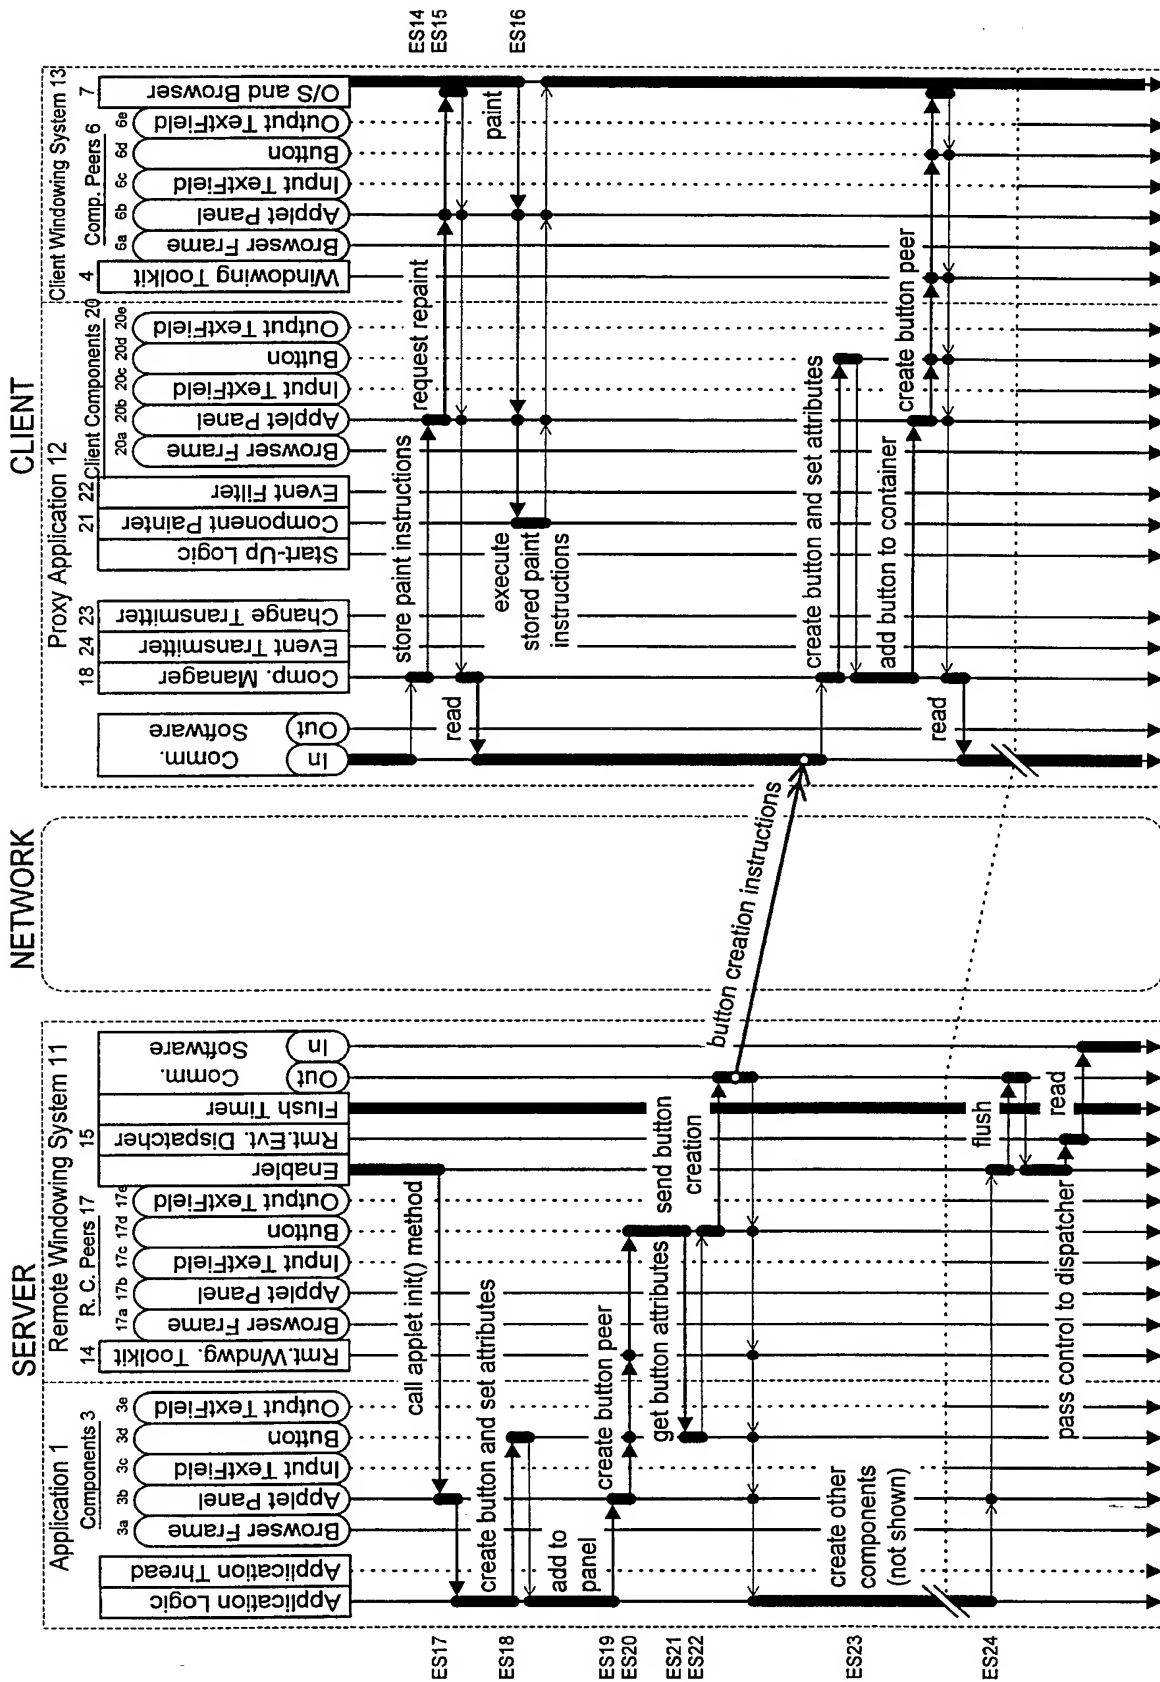 SERVER
NETWORK
CLIENT
Application 1
Components 3
3a
3b
3c
3d
3e
Application Logic
Application Thread
Browser Frame
Applet Panel
Input TextField
Button
Output TextField
Remote Windowing System 11
14
R. C. Peers 17
17a
17b
17c
17d
17e
15
Rmt.Wndwg. Toolkit
Browser Frame
Applet Panel
Input TextField
Button
Output TextField
Enabler
Rmt.Evt. Dispatcher
Flush Timer
Comm.
Software
Out
In
Proxy Application 12
18
24
23
21
22
Client Components 20
20a
20b
20c
20d
20e
Comm.
Software
In
Out
Comp. Manager
Event Transmitter
Change Transmitter
Start-Up Logic
Component Painter
Event Filter
Browser Frame
Applet Panel
Input TextField
Button
Output TextField
Client Windowing System 13
4
Comp. Peers 6
6a
6b
6c
6d
6e
7
Windowing Toolkit
Browser Frame
Applet Panel
Input TextField
Button
Output TextField
O/S and Browser
ES14
ES15
ES16
store paint instructions
request repaint
read
paint
execute
stored paint
instructions
ES17
ES18
ES19
ES20
ES21
ES22
ES23
ES24
call applet init() method
create button and set attributes
add to
panel
create button peer
get button attributes
send button
creation
button creation instructions
create button and set attributes
add button to container
create button peer
read
create other
components
(not shown)
flush
pass control to dispatcher
read